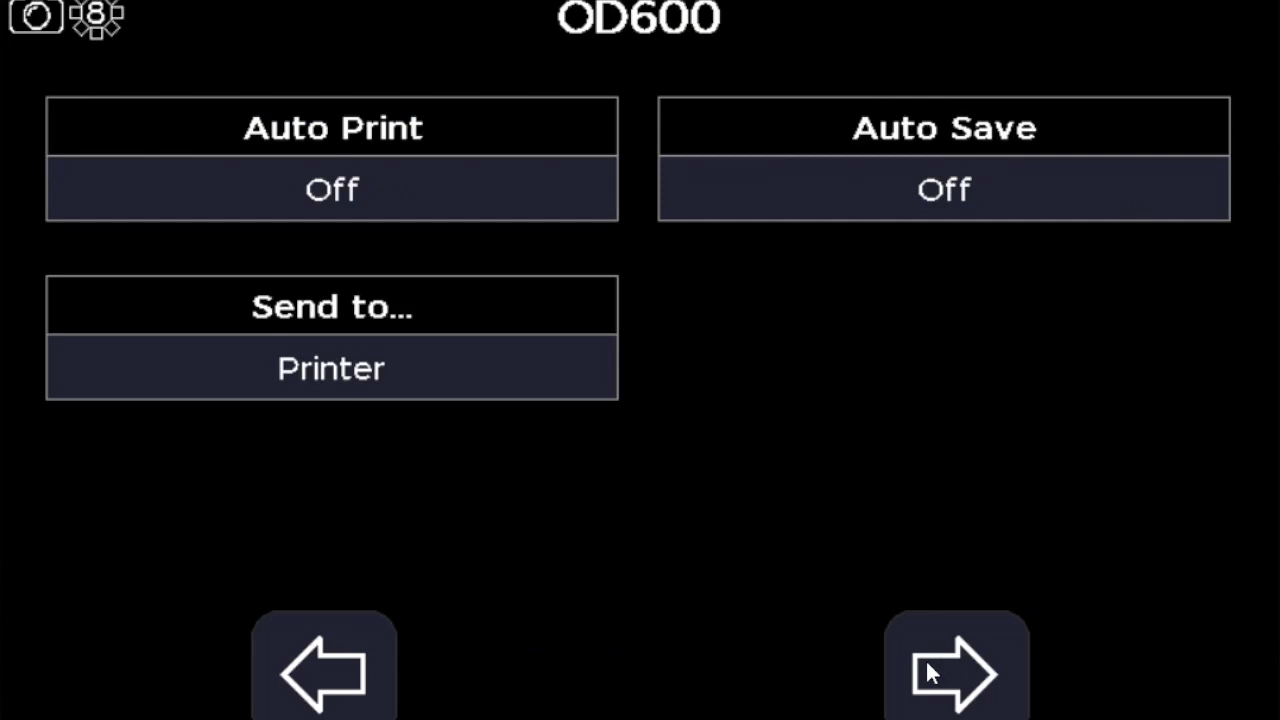 8
OD600
Auto Print
Auto Save
Off
Off
Send to...
Printer